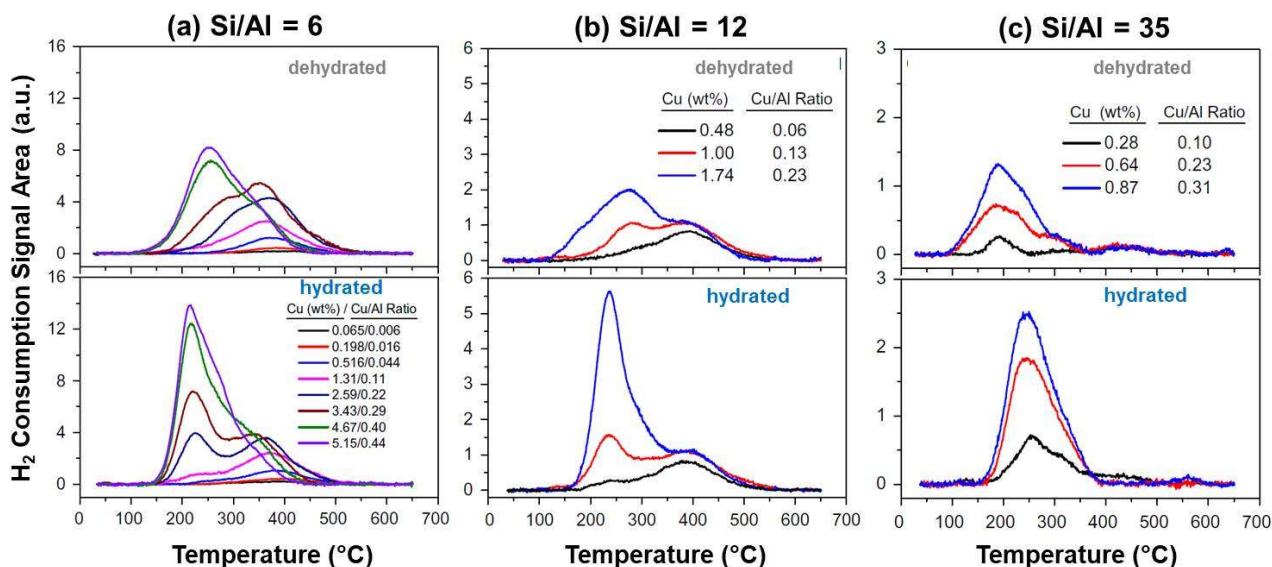 (a) Si/Al = 6
(b) Si/Al = 12
(c) Si/Al = 35
H2 Consumption Signal Area (a.u.)
16
12
8
4
0
dehydrated
16
12
8
4
0
hydrated
Cu (wt%) / Cu/Al Ratio
0.065/0.006
0.198/0.016
0.516/0.044
1.31/0.11
2.59/0.22
3.43/0.29
4.67/0.40
5.15/0.44
0 100 200 300 400 500 600 700
Temperature (°C)
6
5
4
3
2
1
0
dehydrated
Cu (wt%) Cu/Al Ratio
0.48 0.06
1.00 0.13
1.74 0.23
6
5
4
3
2
1
0
hydrated
0 100 200 300 400 500 600 700
Temperature (°C)
3
2
1
0
dehydrated
Cu (wt%) Cu/Al Ratio
0.28 0.10
0.64 0.23
0.87 0.31
3
2
1
0
hydrated
0 100 200 300 400 500 600 700
Temperature (°C)